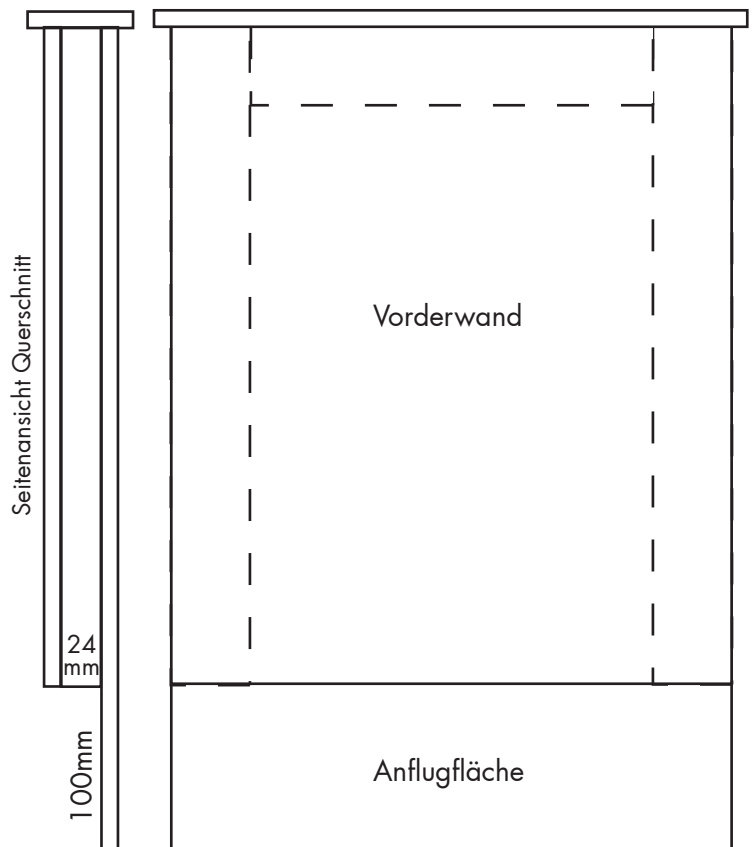 Seitenansicht Querschnitt
Vorderwand
24
mm
100mm
Anflugfläche